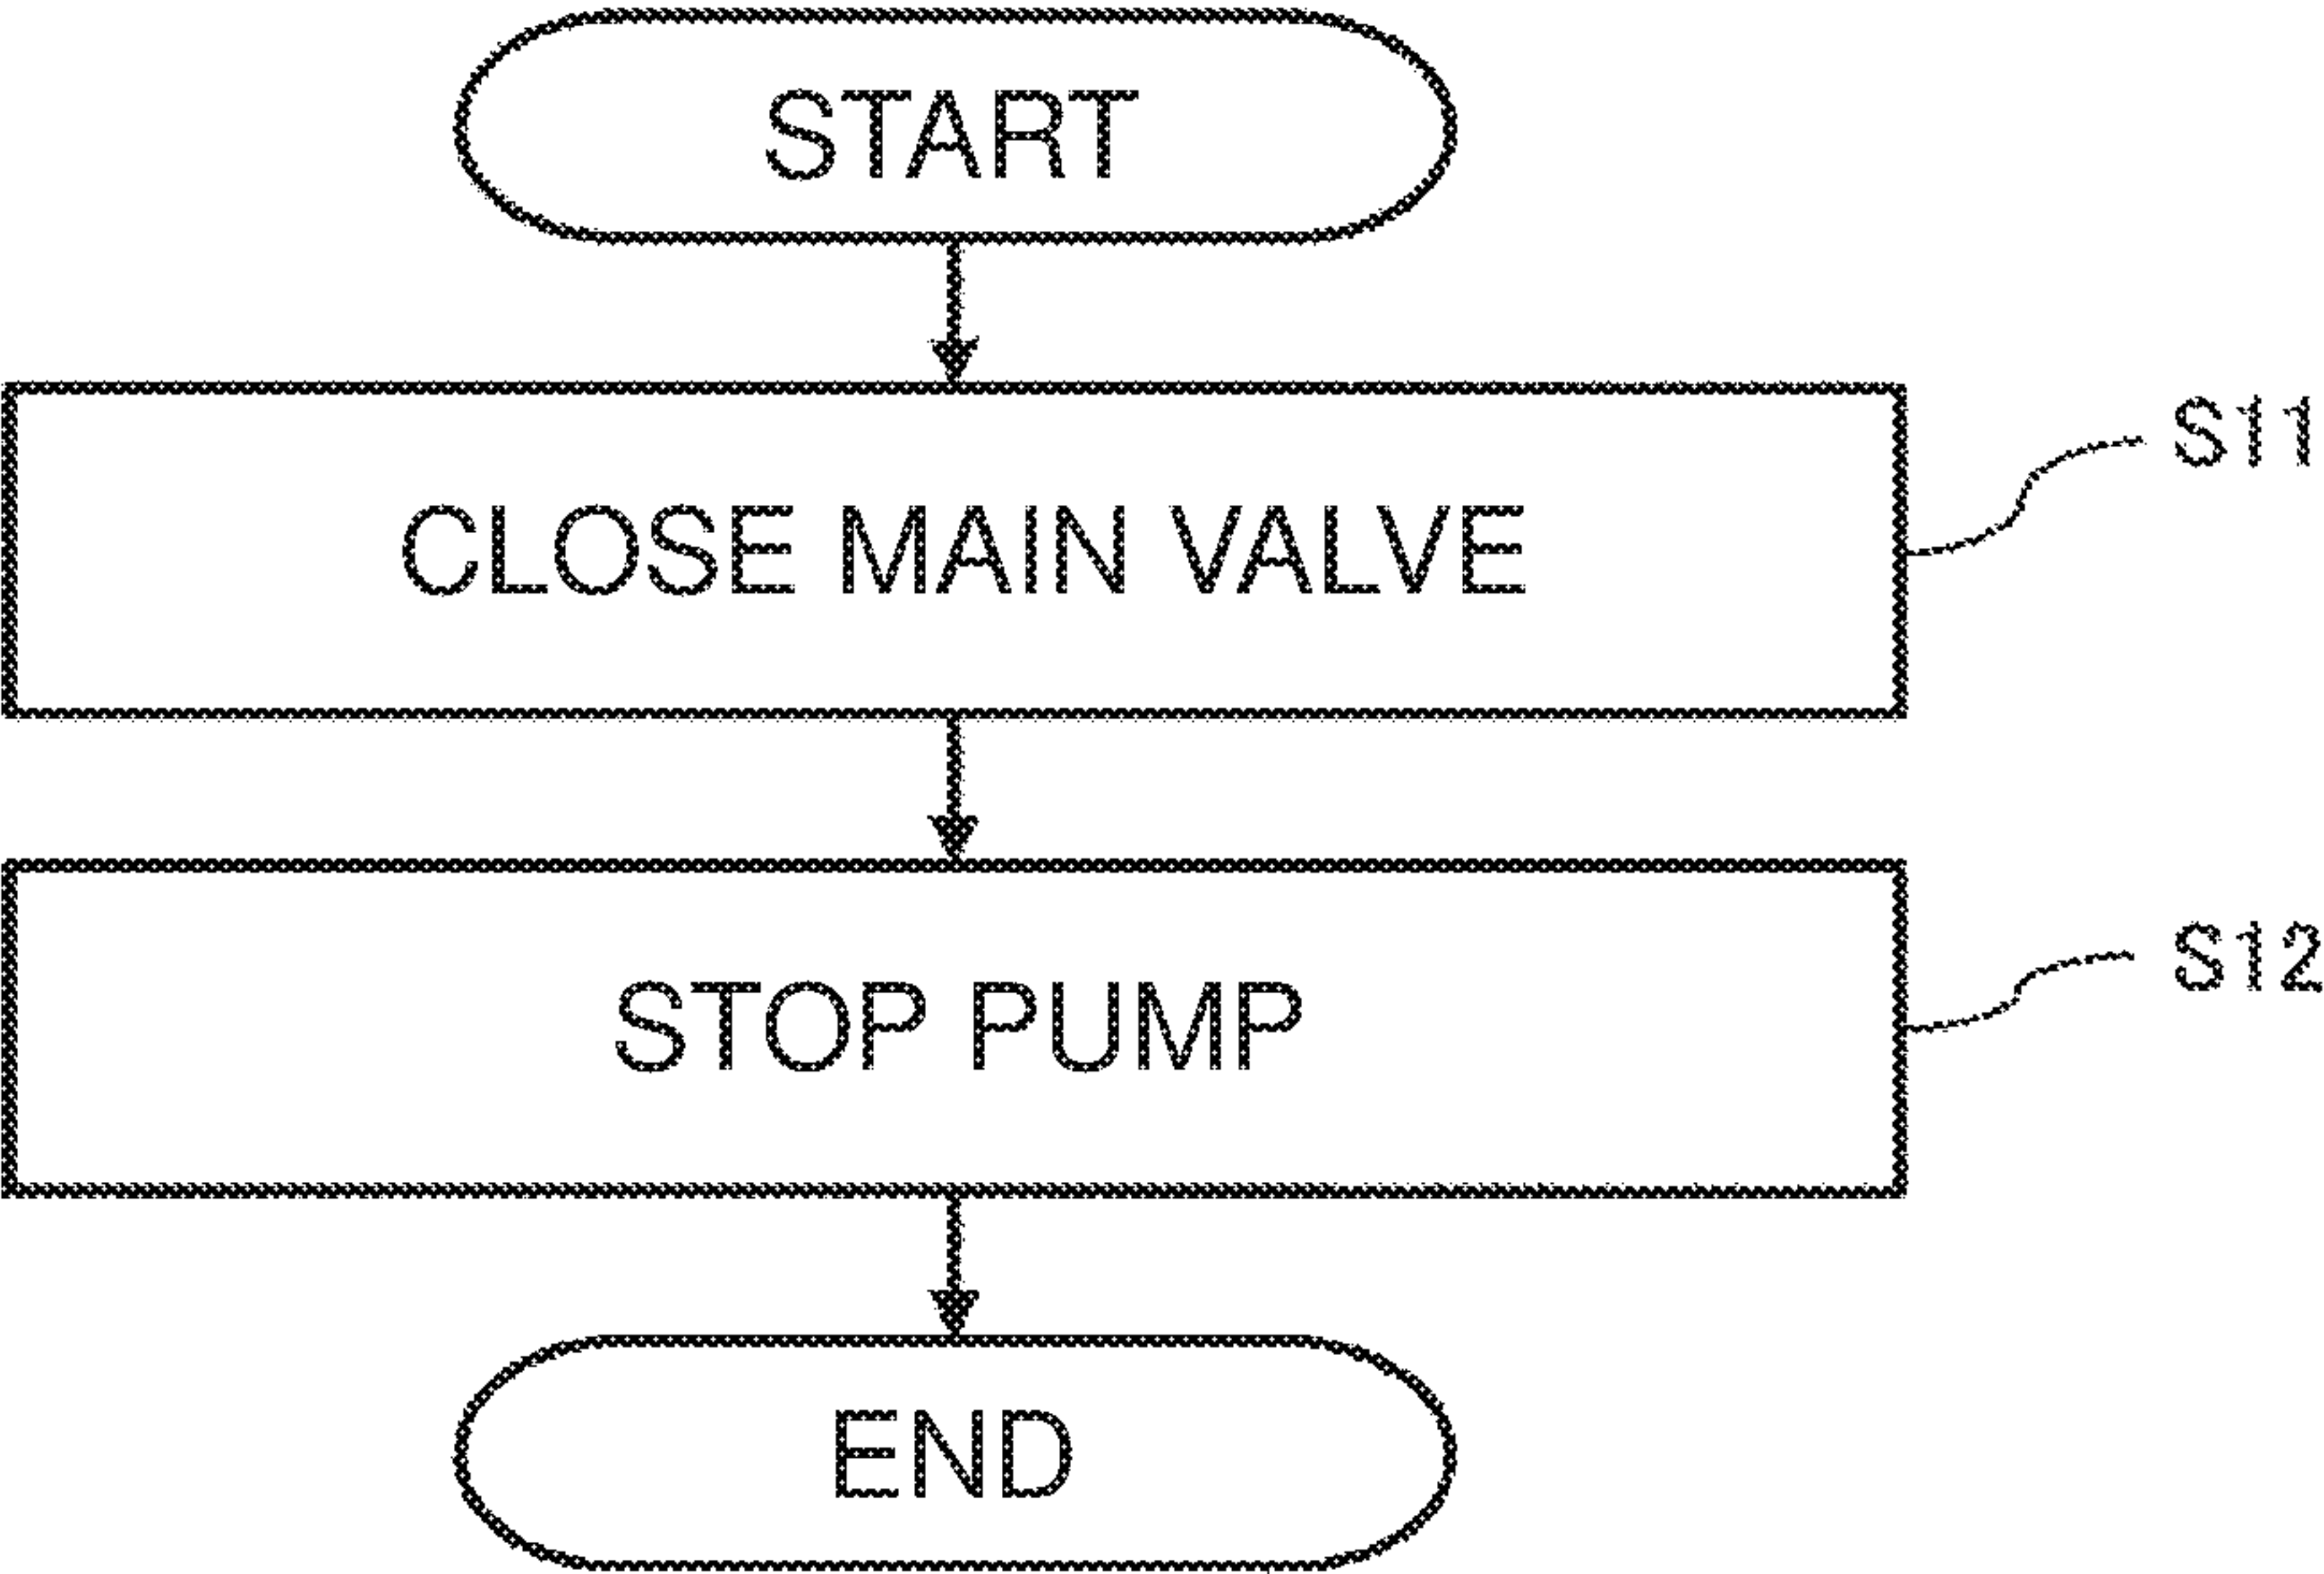 START
S11
CLOSE MAIN VALVE
S12
STOP PUMP
END